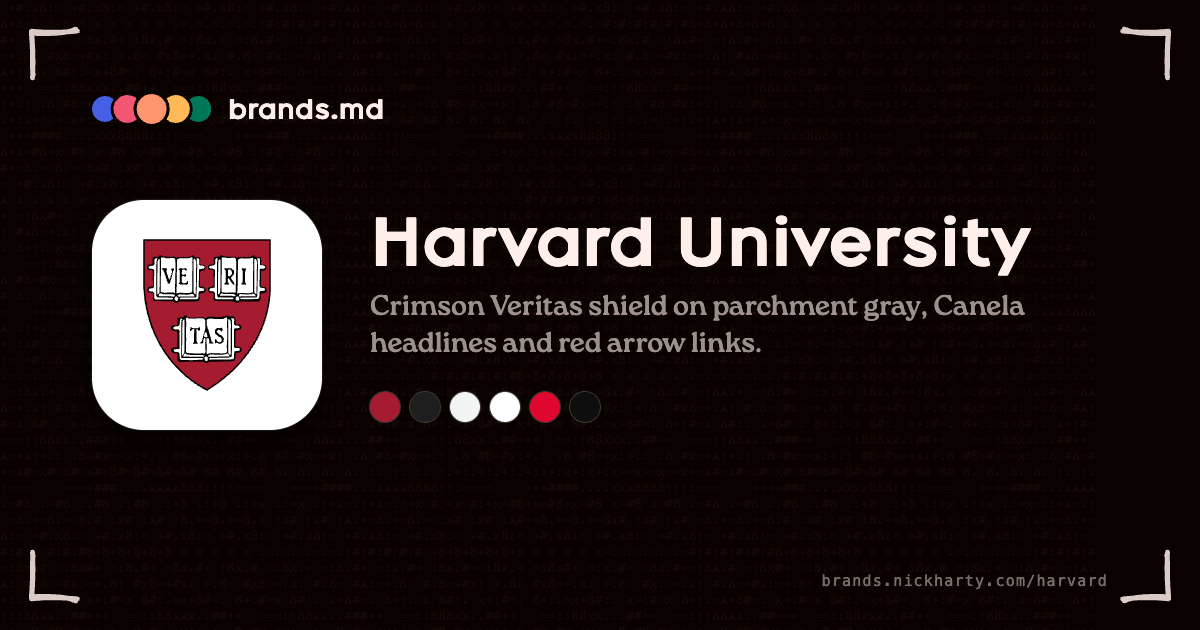 brands.md
VE RI
TAS
Harvard University
Crimson Veritas shield on parchment gray, Canela
headlines and red arrow links.
brands.nickharty.com/harvard